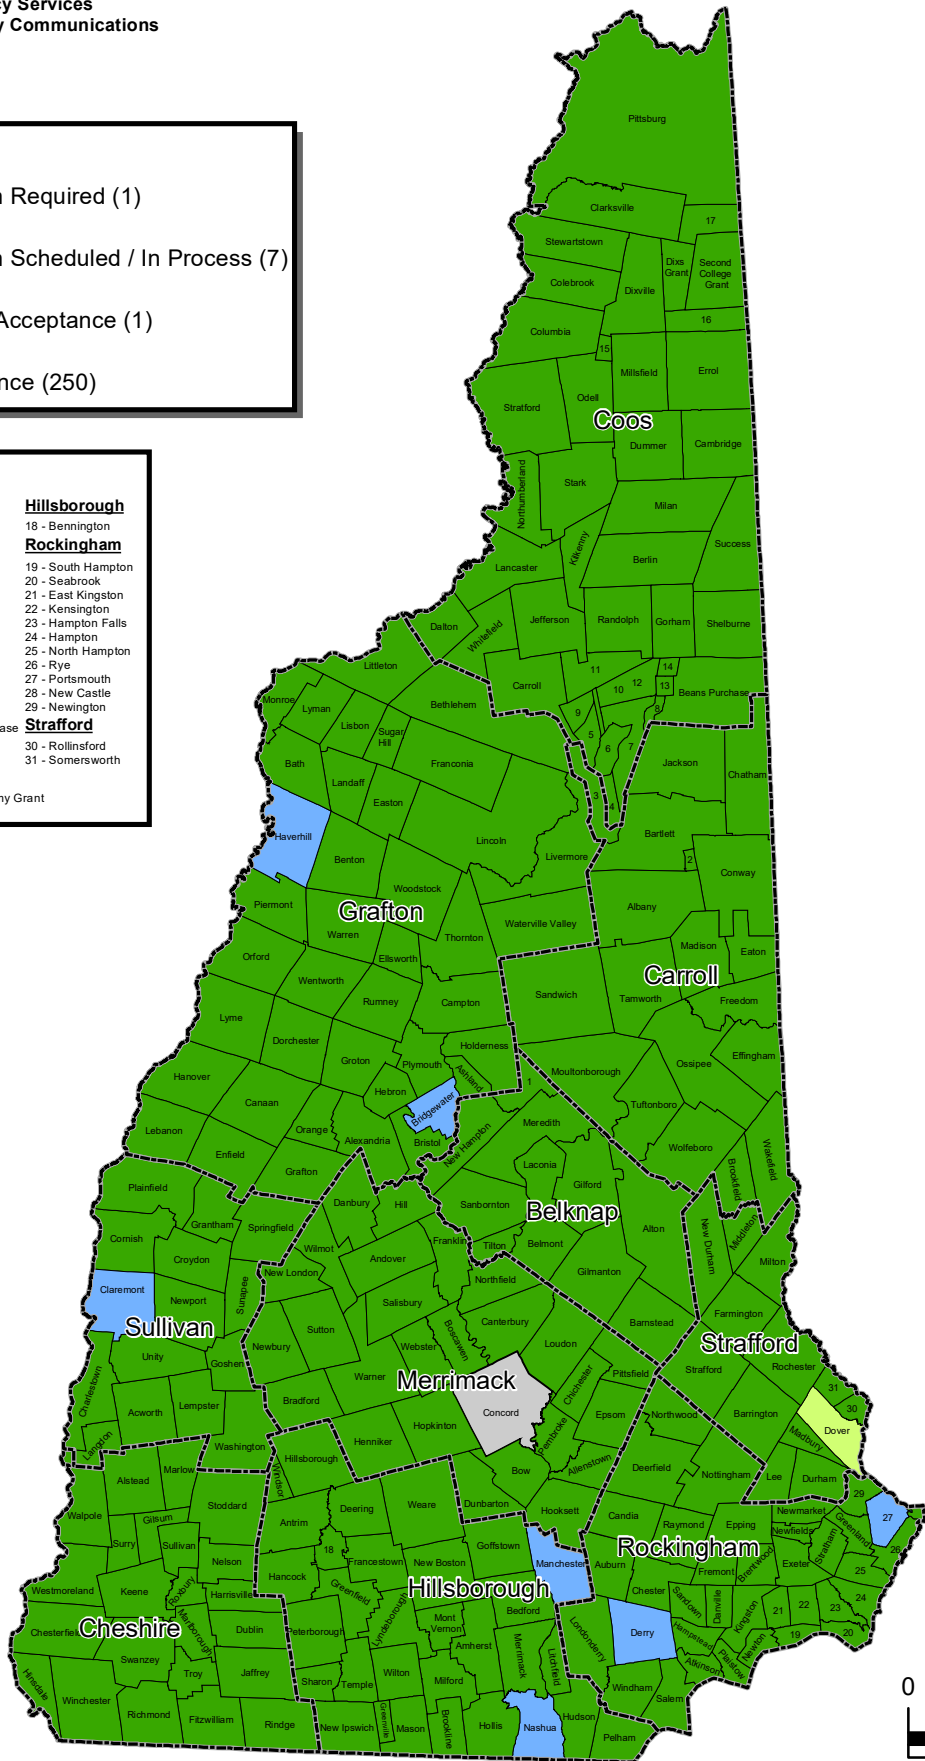 cy Services
y Communications
n Required (1)
n Scheduled / In Process (7)
Acceptance (1)
nce (250)
Hillsborough
18 - Bennington
Rockingham
19 - South Hampton
20 - Seabrook
21 - East Kingston
22 - Kensington
23 - Hampton Falls
24 - Hampton
25 - North Hampton
26 - Rye
27 - Portsmouth
28 - New Castle
29 - Newington
ase
Strafford
30 - Rollinsford
31 - Somersworth
ny Grant
Pittsburg
Clarksville
17
Stewartstown
Dixs
Grant
Second
College
Grant
Colebrook
Dixville
16
Columbia
15
Millsfield
Errol
Odell
Stratford
Coos
Dummer
Cambridge
Northumberland
Stark
Milan
Success
Kilkenny
Berlin
Lancaster
Dalton
Whitefield
Jefferson
Randolph
Gorham
Shelburne
Littleton
11
14
Carroll
10
12
13
Beans Purchase
Monroe
Lyman
Bethlehem
9
8
Lisbon
Sugar
Hill
5
6
7
Bath
Franconia
Jackson
Chatham
Landaff
Easton
3
4
Haverhill
Lincoln
Bartlett
Benton
Livermore
2
Conway
Woodstock
Piermont
Grafton
Albany
Warren
Waterville Valley
Thornton
Madison
Eaton
Orford
Ellsworth
Carroll
Wentworth
Sandwich
Tamworth
Freedom
Rumney
Campton
Lyme
Dorchester
Holderness
Groton
Plymouth
Ossipee
Effingham
Hanover
Ashland
1
Moultonborough
Hebron
Canaan
Bridgewater
Tuftonboro
Lebanon
Orange
Alexandria
Bristol
New Hampton
Meredith
Wolfeboro
Wakefield
Enfield
Grafton
Laconia
Brookfield
Plainfield
Gilford
Danbury
Hill
Sanbornton
Belknap
Grantham
Springfield
Alton
New Durham
Middleton
Cornish
Wilmot
Franklin
Tilton
Belmont
Croydon
Andover
Milton
New London
Northfield
Gilmanton
Claremont
Newport
Sunapee
Salisbury
Canterbury
Farmington
Sullivan
Sutton
Boscawen
Barnstead
Newbury
Webster
Loudon
Strafford
Unity
Goshen
Warner
Chichester
Pittsfield
Strafford
Rochester
Charlestown
Merrimack
31
Acworth
Lempster
Bradford
Concord
30
Hopkinton
Epsom
Northwood
Barrington
Dover
Langdon
Washington
Henniker
Pembroke
Madbury
Hillsborough
Allenstown
Deerfield
Marlow
Bow
Nottingham
Lee
Durham
Alstead
Windsor
Stoddard
Deering
Weare
Dunbarton
29
Walpole
Gilsum
Antrim
Hooksett
Candia
Newmarket
27
Raymond
Epping
Greenland
Surry
Sullivan
18
Goffstown
Newfields
Rockingham
Stratham
26
Nelson
Francestown
New Boston
Manchester
Auburn
Exeter
Hancock
Fremont
Brentwood
25
Westmoreland
Keene
Roxbury
Harrisville
Greenfield
Hillsborough
Chester
24
Lyndeborough
Bedford
Sandown
Danville
Kingston
21
22
23
Chesterfield
Cheshire
Marlborough
Dublin
Peterborough
Mont
Vernon
Londonderry
Derry
Hampstead
19
20
Swanzey
Amherst
Merrimack
Litchfield
Newton
Plaistow
Atkinson
Hinsdale
Troy
Jaffrey
Sharon
Temple
Wilton
Milford
Windham
Salem
Winchester
Richmond
Fitzwilliam
Rindge
New Ipswich
Greenville
Mason
Brookline
Hollis
Nashua
Hudson
Pelham
0